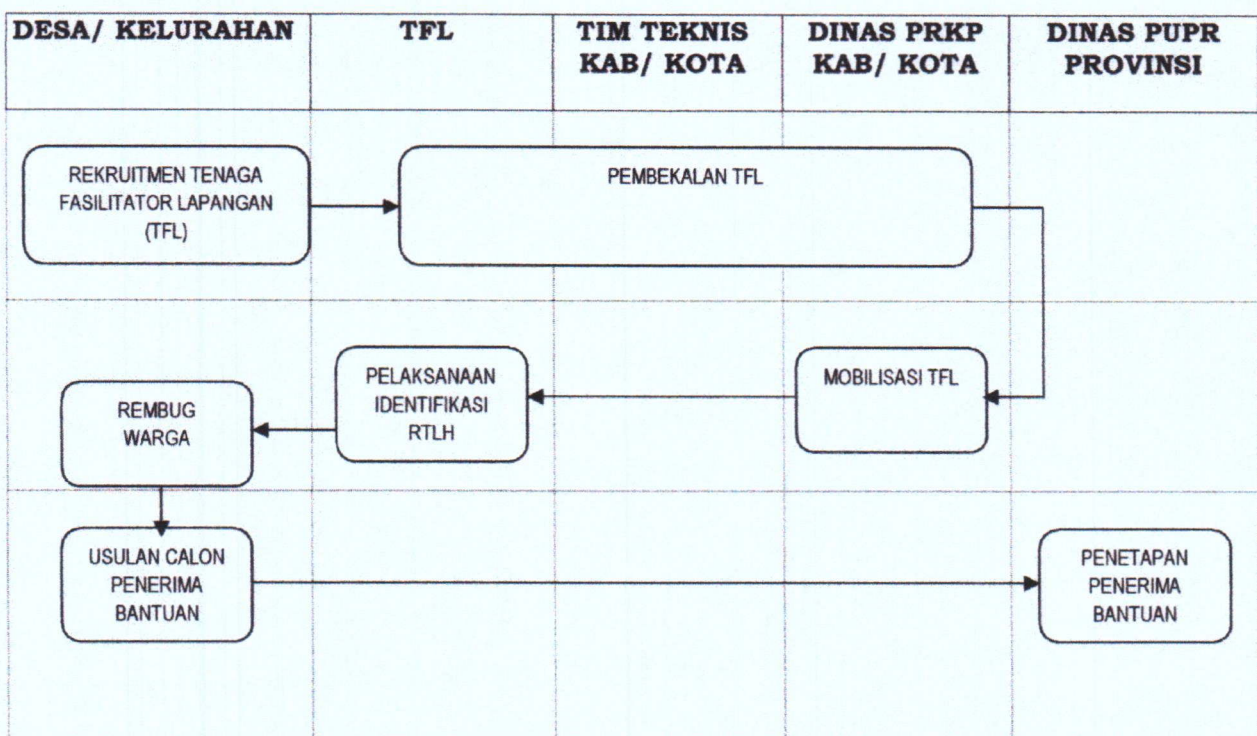 DESA/ KELURAHAN
TFL
TIM TEKNIS
KAB/ KOTA
DINAS PRKP
KAB/ KOTA
DINAS PUPR
PROVINSI
REKRUITMEN TENAGA
FASILITATOR LAPANGAN
(TFL)
PEMBEKALAN TFL
MOBILISASI TFL
PELAKSANAAN
IDENTIFIKASI
RTLH
REMBUG
WARGA
USULAN CALON
PENERIMA
BANTUAN
PENETAPAN
PENERIMA
BANTUAN